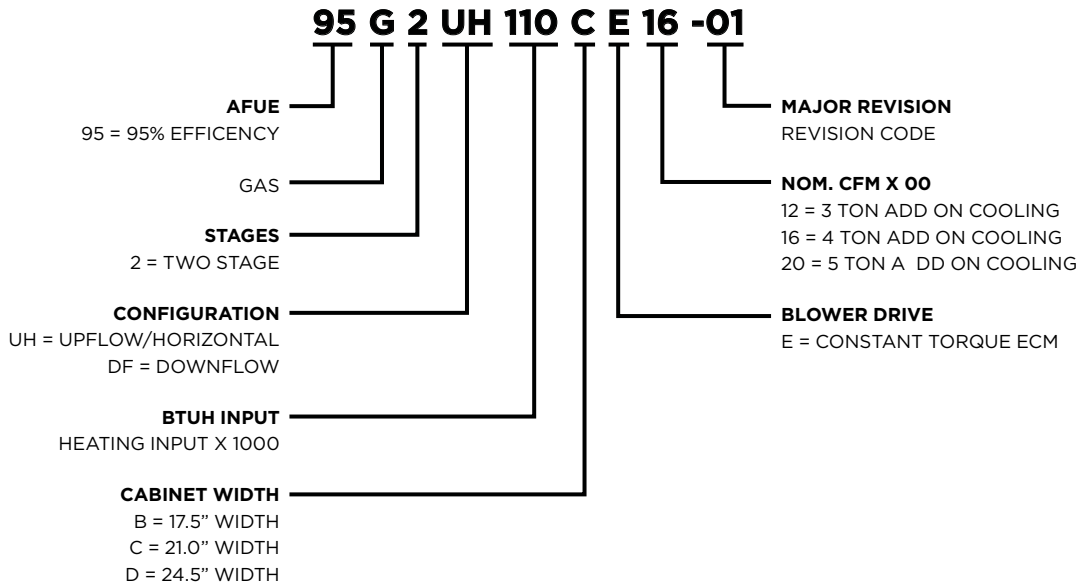 95 G 2 UH 110 C E 16 -01
AFUE
95 = 95% EFFICENCY
GAS
STAGES
2 = TWO STAGE
CONFIGURATION
UH = UPFLOW/HORIZONTAL
DF = DOWNFLOW
BTUH INPUT
HEATING INPUT X 1000
CABINET WIDTH
B = 17.5” WIDTH
C = 21.0” WIDTH
D = 24.5” WIDTH
MAJOR REVISION
REVISION CODE
NOM. CFM X 00
12 = 3 TON ADD ON COOLING
16 = 4 TON ADD ON COOLING
20 = 5 TON A DD ON COOLING
BLOWER DRIVE
E = CONSTANT TORQUE ECM